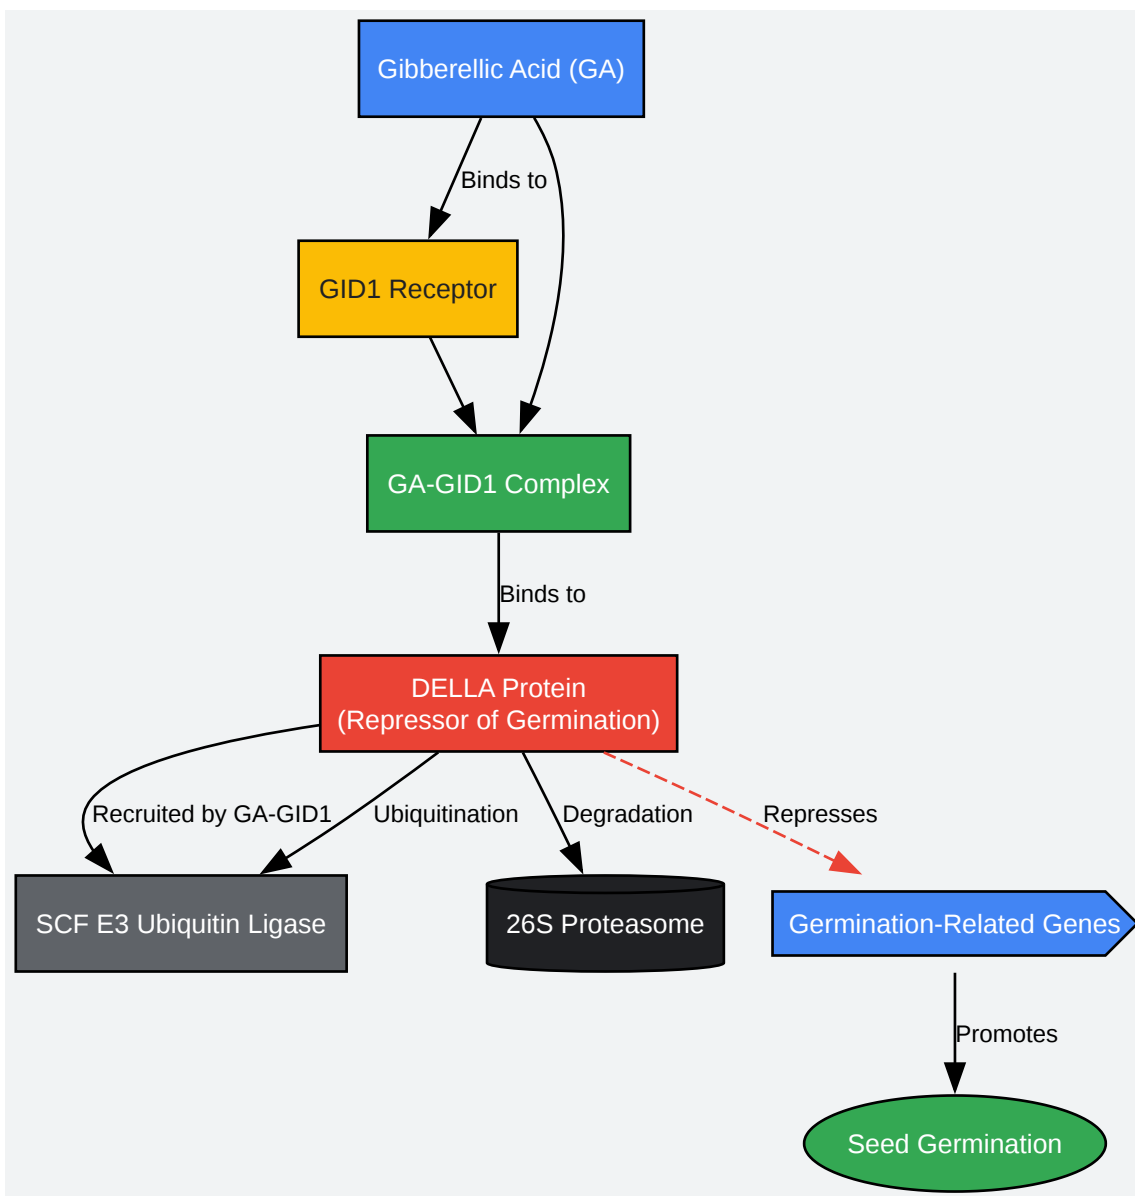 Gibberellic Acid (GA)
Binds to
GID1 Receptor
GA-GID1 Complex
Binds to
DELLA Protein
(Repressor of Germination)
Recruited by GA-GID1
Ubiquitination
Degradation
Represses
SCF E3 Ubiquitin Ligase
26S Proteasome
Germination-Related Genes
Promotes
Seed Germination